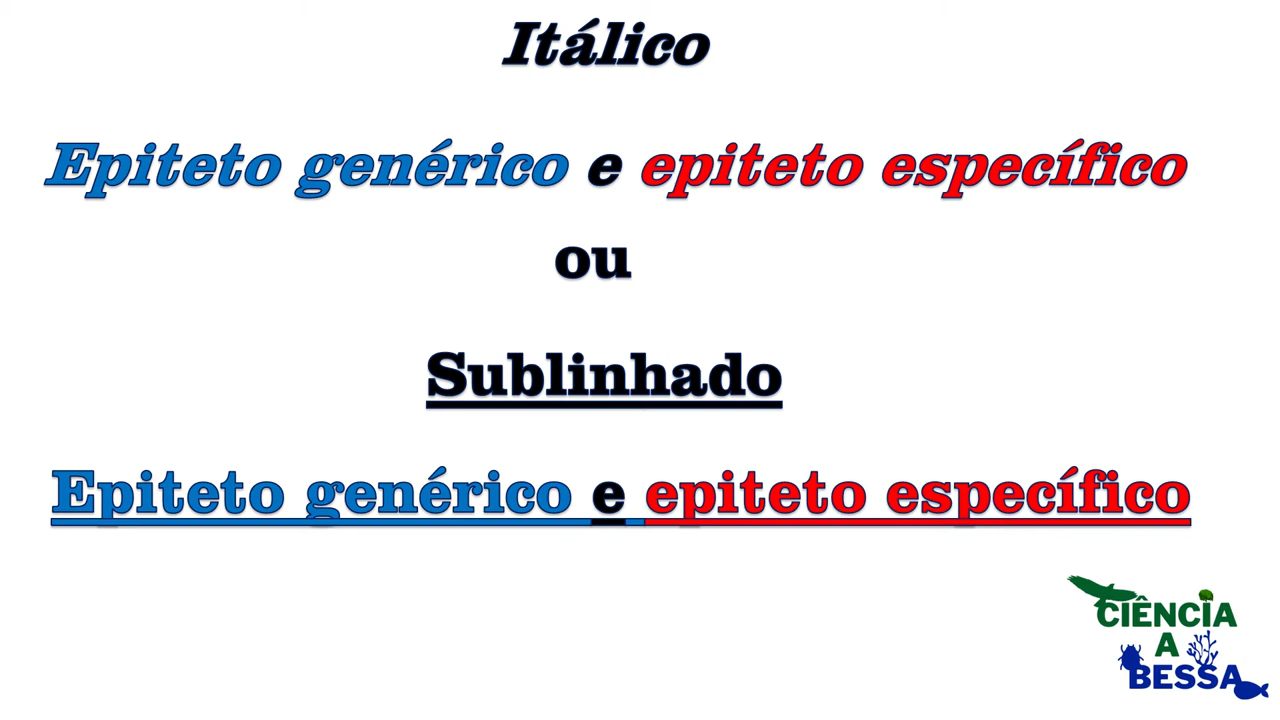 Itálico
Epiteto genérico e epiteto específico
ou
Sublinhado
Epiteto genérico e epiteto específico
CIÊNCIA
A
BESSA